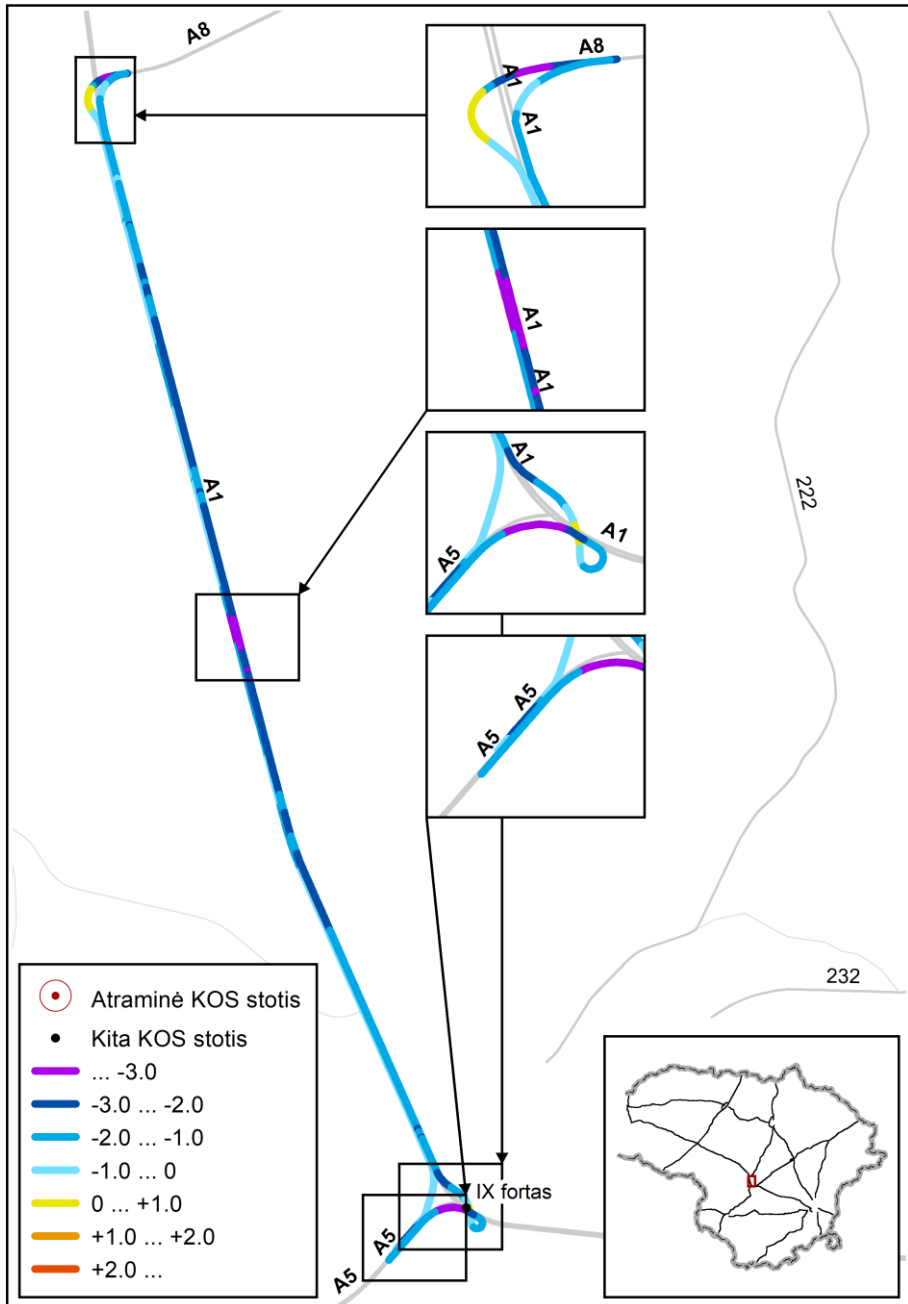 A8
A8
A1
A1
A1
A1
A1
222
A1
A1
A5
A5
A5
232
IX fortas
A5
A5
Atraminė KOS stotis
Kita KOS stotis
... -3.0
-3.0 ... -2.0
-2.0 ... -1.0
-1.0 ... 0
0 ... +1.0
+1.0 ... +2.0
+2.0 ...